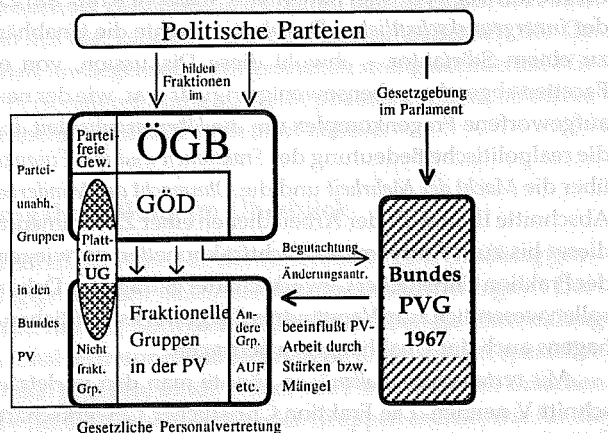 Politische Parteien
bilden
Fraktionen
im
Gesetzgebung
im Parlament
Partei
freie
Gew.
ÖGB
GÖD
Partei-
unabh.
Gruppen
in den
Bundes
PV
Platt-
form
UG
Begutachtung
Änderungsantr.
Bundes
PVG
1967
Nicht
frakt.
Grp.
Fraktionelle
Gruppen
in der PV
An-
dere
Grp.
AUF
etc.
beeinflußt PV-
Arbeit durch
Stärken bzw.
Mängel
Gesetzliche Personalvertretung